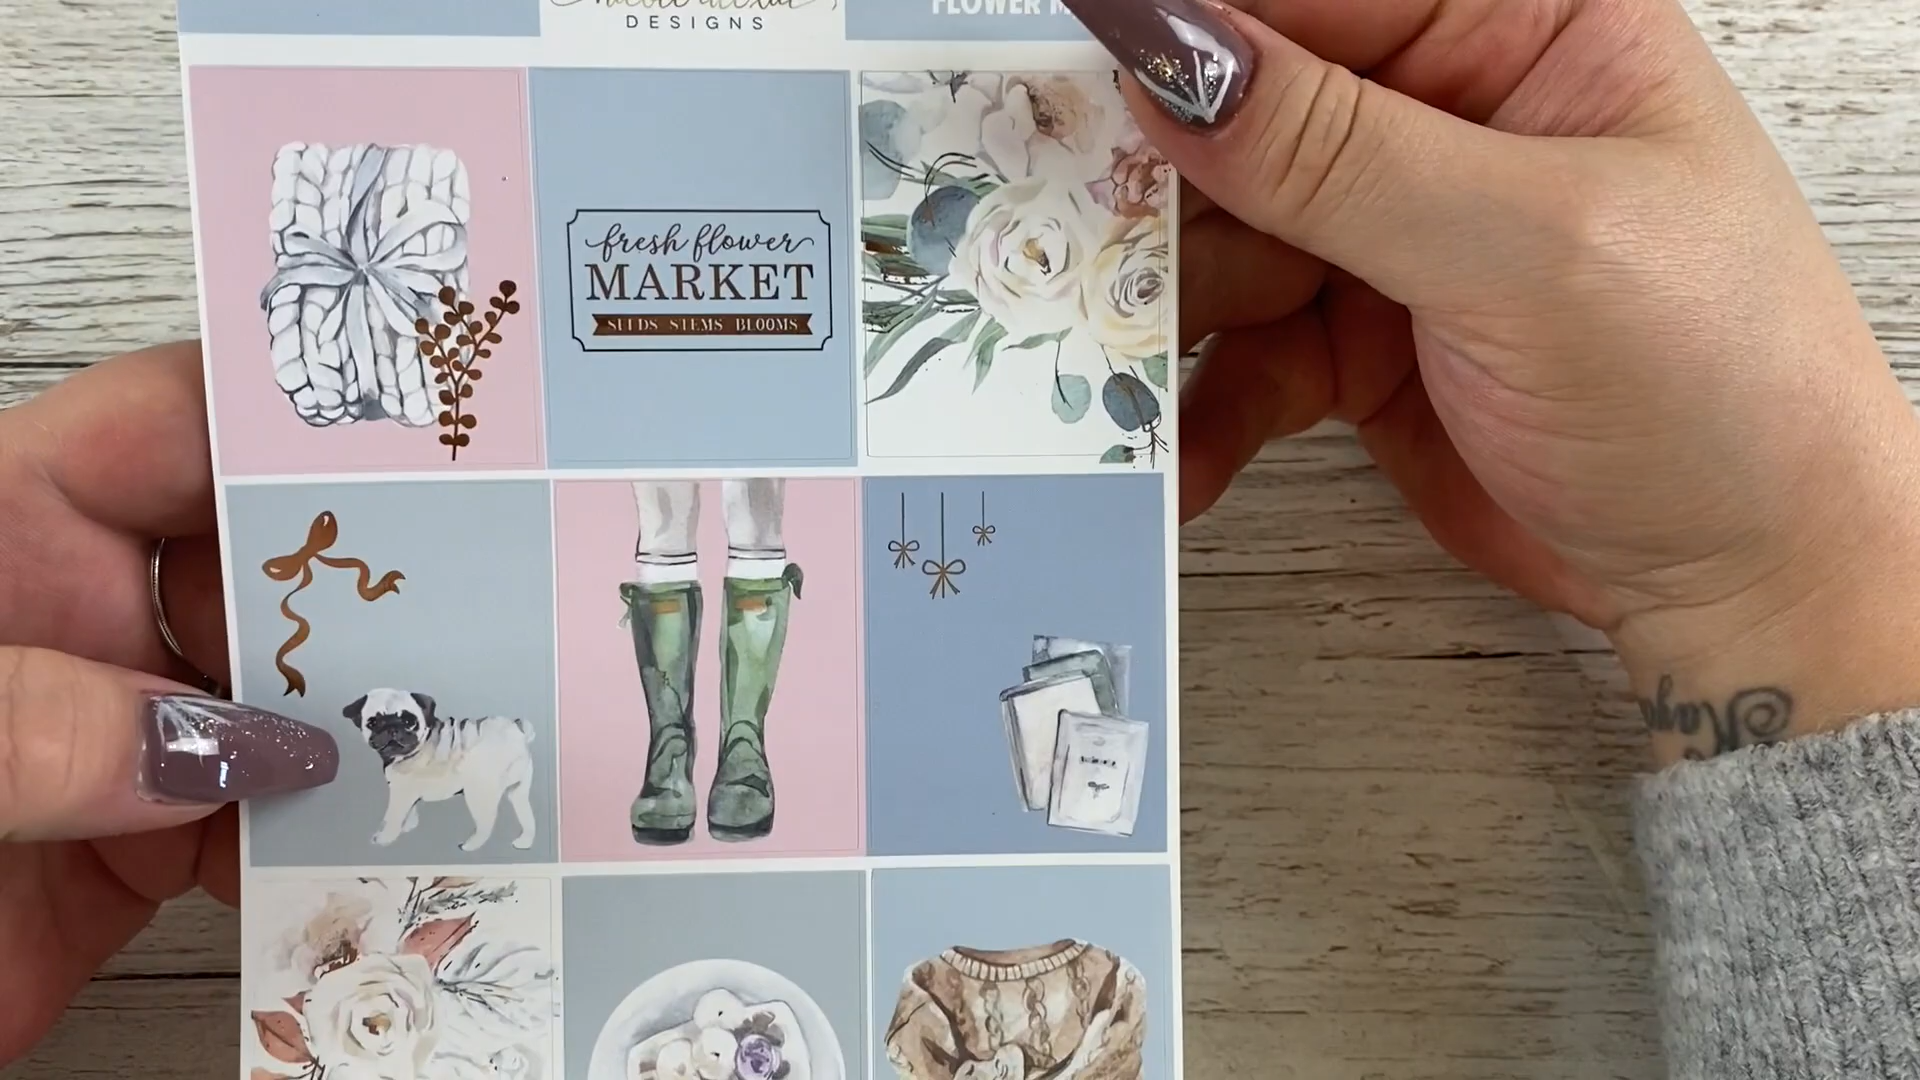 DESIGNS
FLOWER
fresh flower
MARKET
SEEDS STEMS BLOOMS